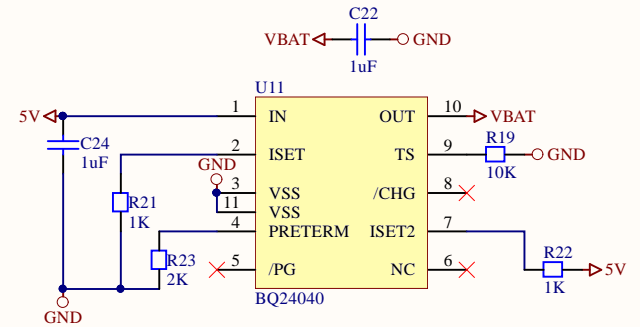 C22
VBAT GND
1uF
U11
5V 1 IN OUT 10 VBAT
C24
1uF
2 ISET TS 9 R19 GND
10K
GND
3 VSS /CHG 8
11 VSS
R21
1K
4 PRETERM ISET2 7
R23
2K
5 /PG NC 6
R22 5V
1K
GND
BQ24040